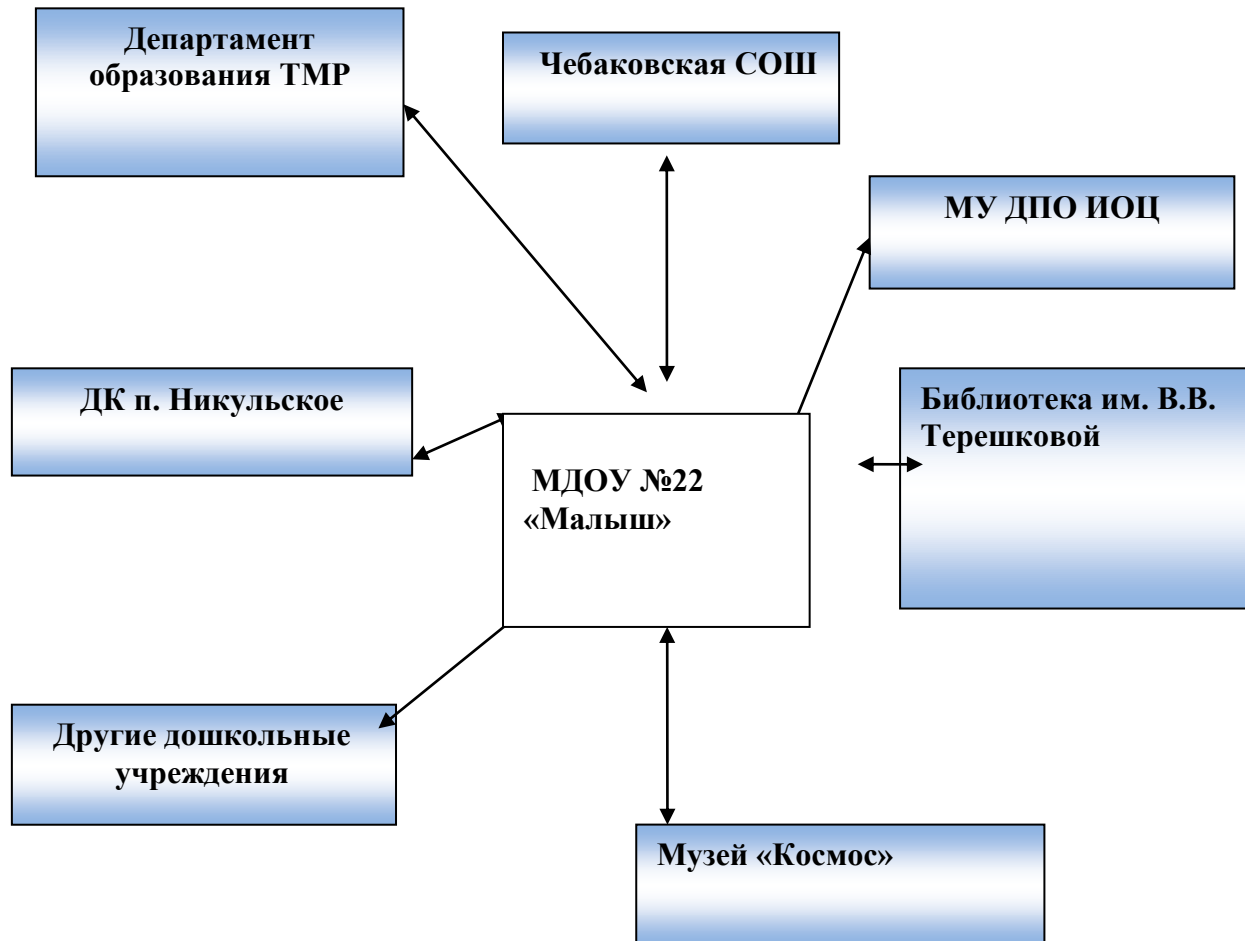 Департамент
образования ТМР
Чебаковская СОШ
МУ ДПО ИОЦ
ДК п. Никульское
Библиотека им. В.В.
Терешковой
МДОУ №22
«Малыш»
Другие дошкольные
учреждения
Музей «Космос»